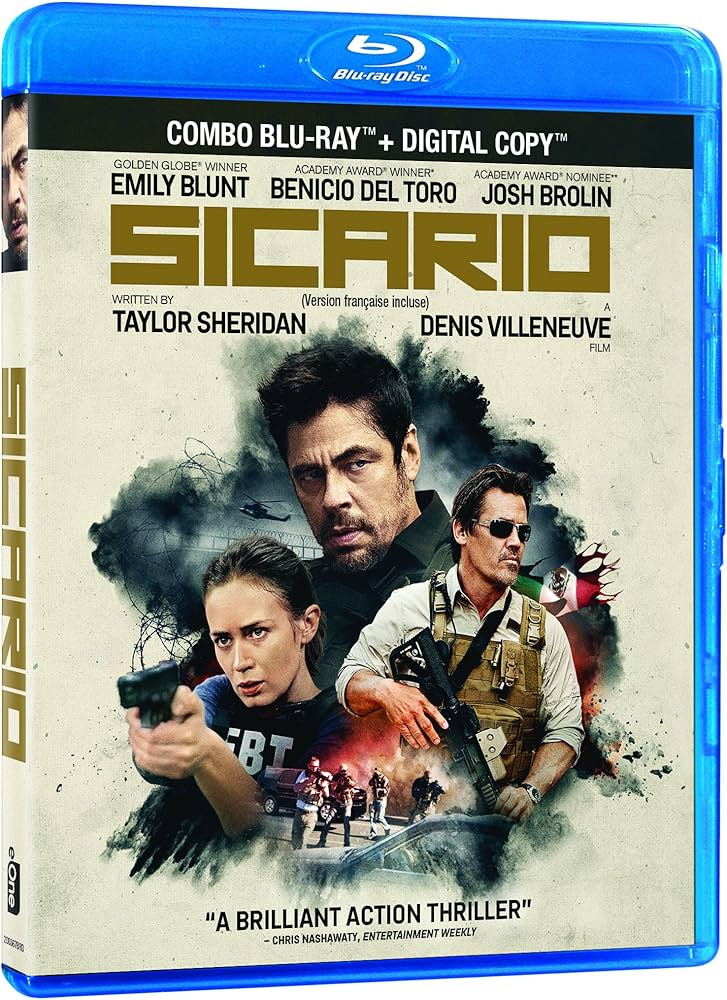 Blu-ray Disc™
COMBO BLU-RAY™ + DIGITAL COPY™
GOLDEN GLOBE® WINNER
EMILY BLUNT
ACADEMY AWARD® WINNER*
BENICIO DEL TORO
ACADEMY AWARD® NOMINEE**
JOSH BROLIN
SICARIO
(Version française incluse)
WRITTEN BY
TAYLOR SHERIDAN
A
DENIS VILLENEUVE
FILM
FBI
“A BRILLIANT ACTION THRILLER”
– CHRIS NASHAWATY, ENTERTAINMENT WEEKLY
SICARIO
eOne